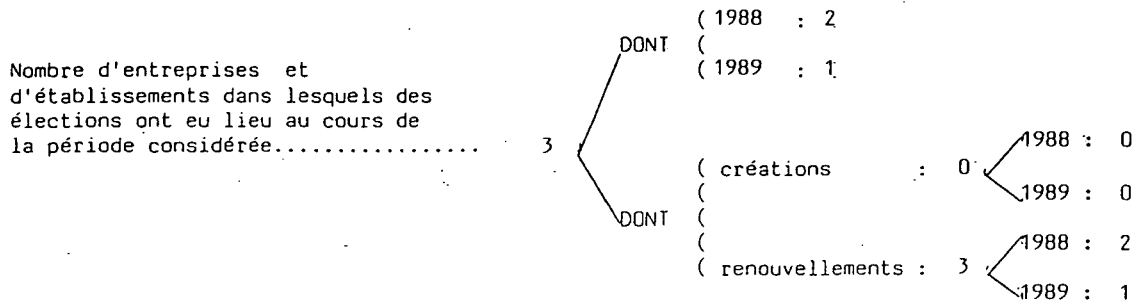 ( 1988 : 2
DONT (
( 1989 : 1
Nombre d'entreprises et
d'établissements dans lesquels des
élections ont eu lieu au cours de
la période considérée................. 3
( créations : 0
1988 : 0
1989 : 0
DONT (
( renouvellements : 3
1988 : 2
1989 : 1